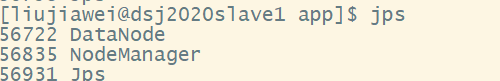 [liujiawei@dsj2020slave1 app]$ jps
56722 DataNode
56835 NodeManager
56931 Jps